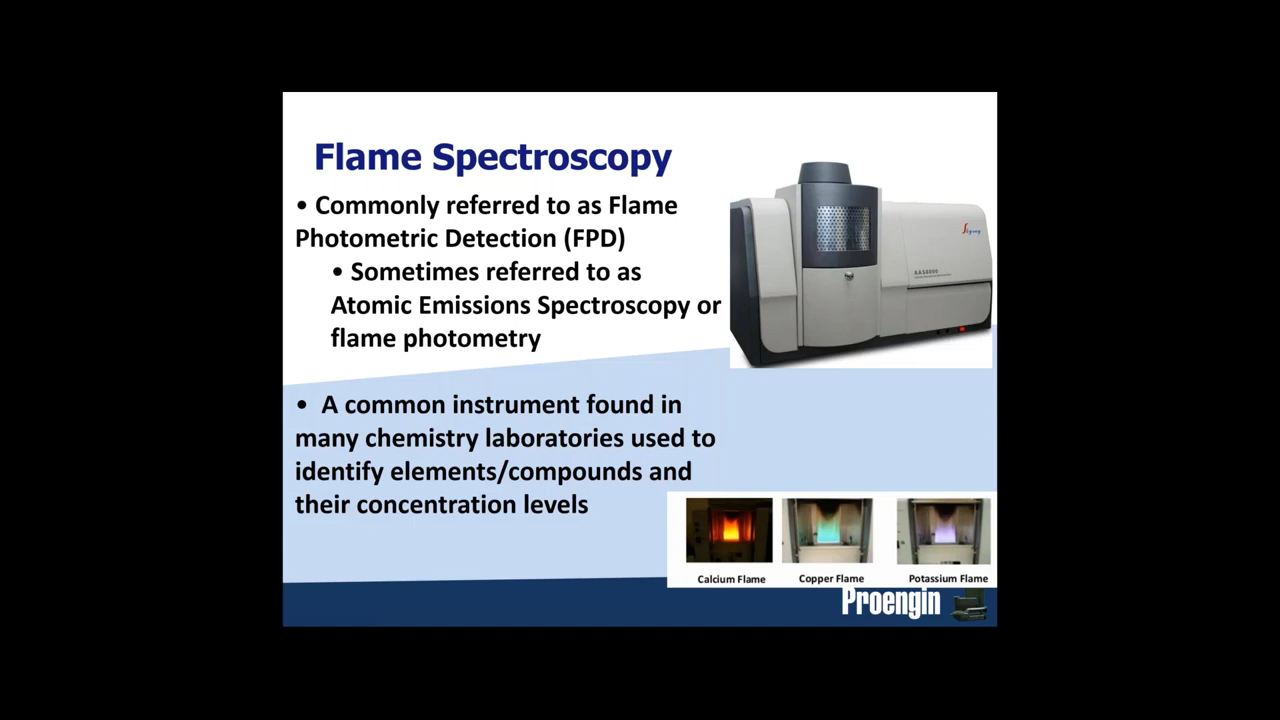 Flame Spectroscopy
• Commonly referred to as Flame
Photometric Detection (FPD)
• Sometimes referred to as
Atomic Emissions Spectroscopy or
flame photometry
• A common instrument found in
many chemistry laboratories used to
identify elements/compounds and
their concentration levels
AAS8000
Calcium Flame
Copper Flame
Potassium Flame
Proengin